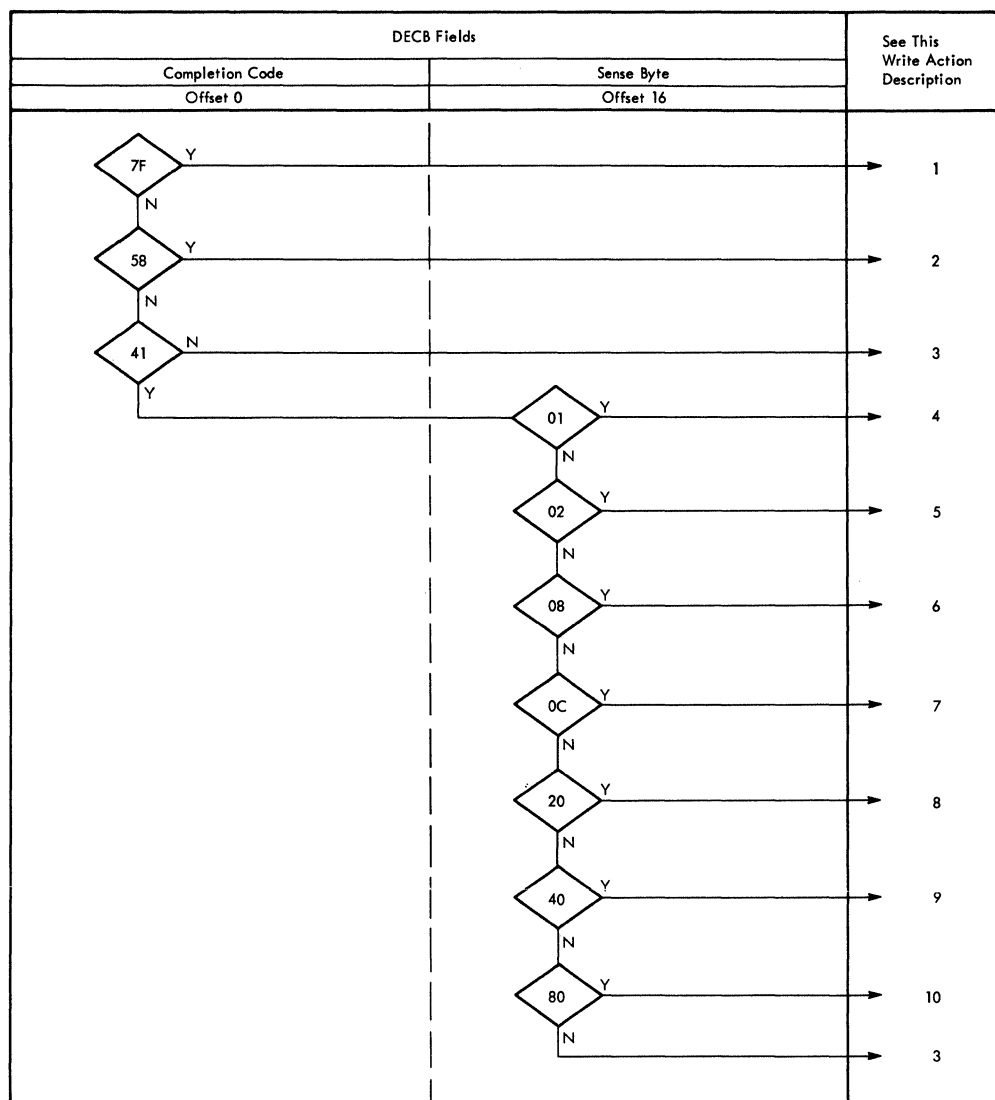 DECB Fields
See This
Write Action
Description
Completion Code
Sense Byte
Offset 0
Offset 16
7F
Y
1
N
58
Y
2
N
41
N
3
Y
01
Y
4
N
02
Y
5
N
08
Y
6
N
0C
Y
7
N
20
Y
8
N
40
Y
9
N
80
Y
10
N
3